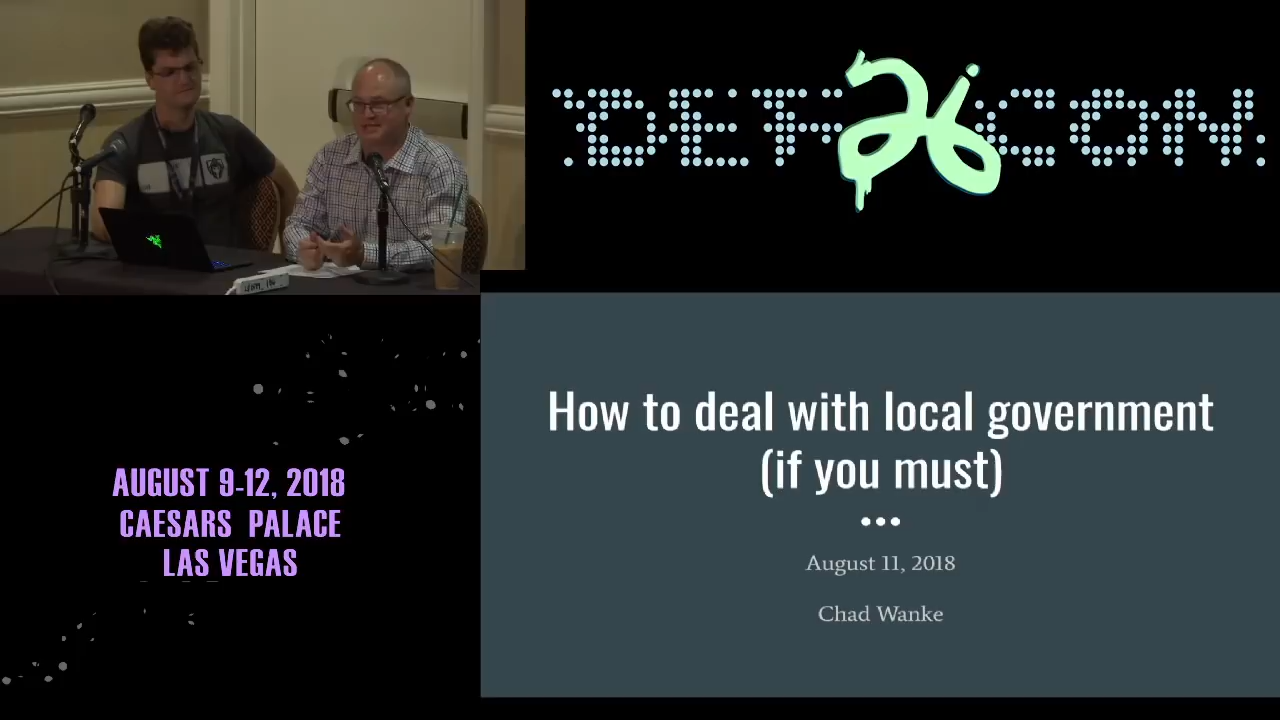 DEF CON
26
How to deal with local government
(if you must)
August 11, 2018
Chad Wanke
AUGUST 9-12, 2018
CAESARS PALACE
LAS VEGAS